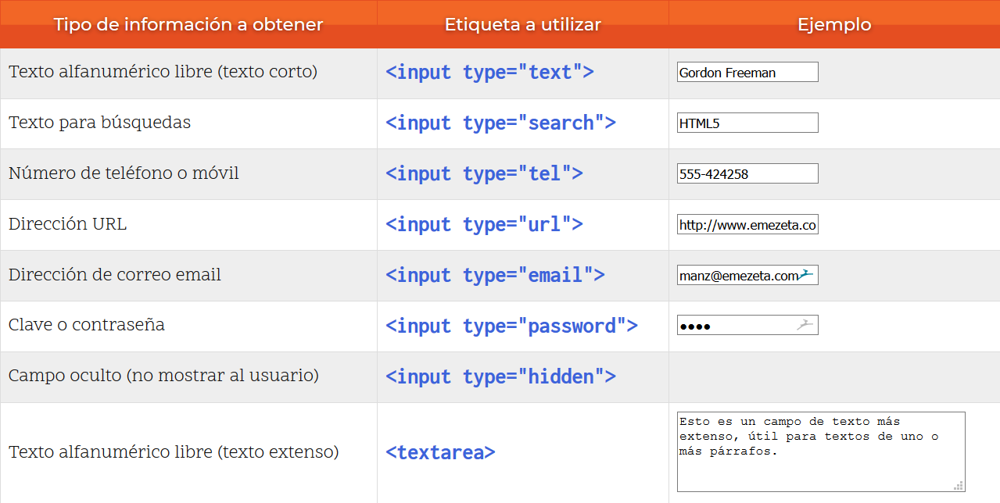 Tipo de información a obtener
Etiqueta a utilizar
Ejemplo
Texto alfanumérico libre (texto corto)
<input type="text">
Gordon Freeman
Texto para búsquedas
<input type="search">
HTML5
Número de teléfono o móvil
<input type="tel">
555-424258
Dirección URL
<input type="url">
http://www.emezeta.co
Dirección de correo email
<input type="email">
manz@emezeta.com
Clave o contraseña
<input type="password">
●●●●
Campo oculto (no mostrar al usuario)
<input type="hidden">
Texto alfanumérico libre (texto extenso)
<textarea>
Esto es un campo de texto más
extenso, útil para textos de uno o
más párrafos.